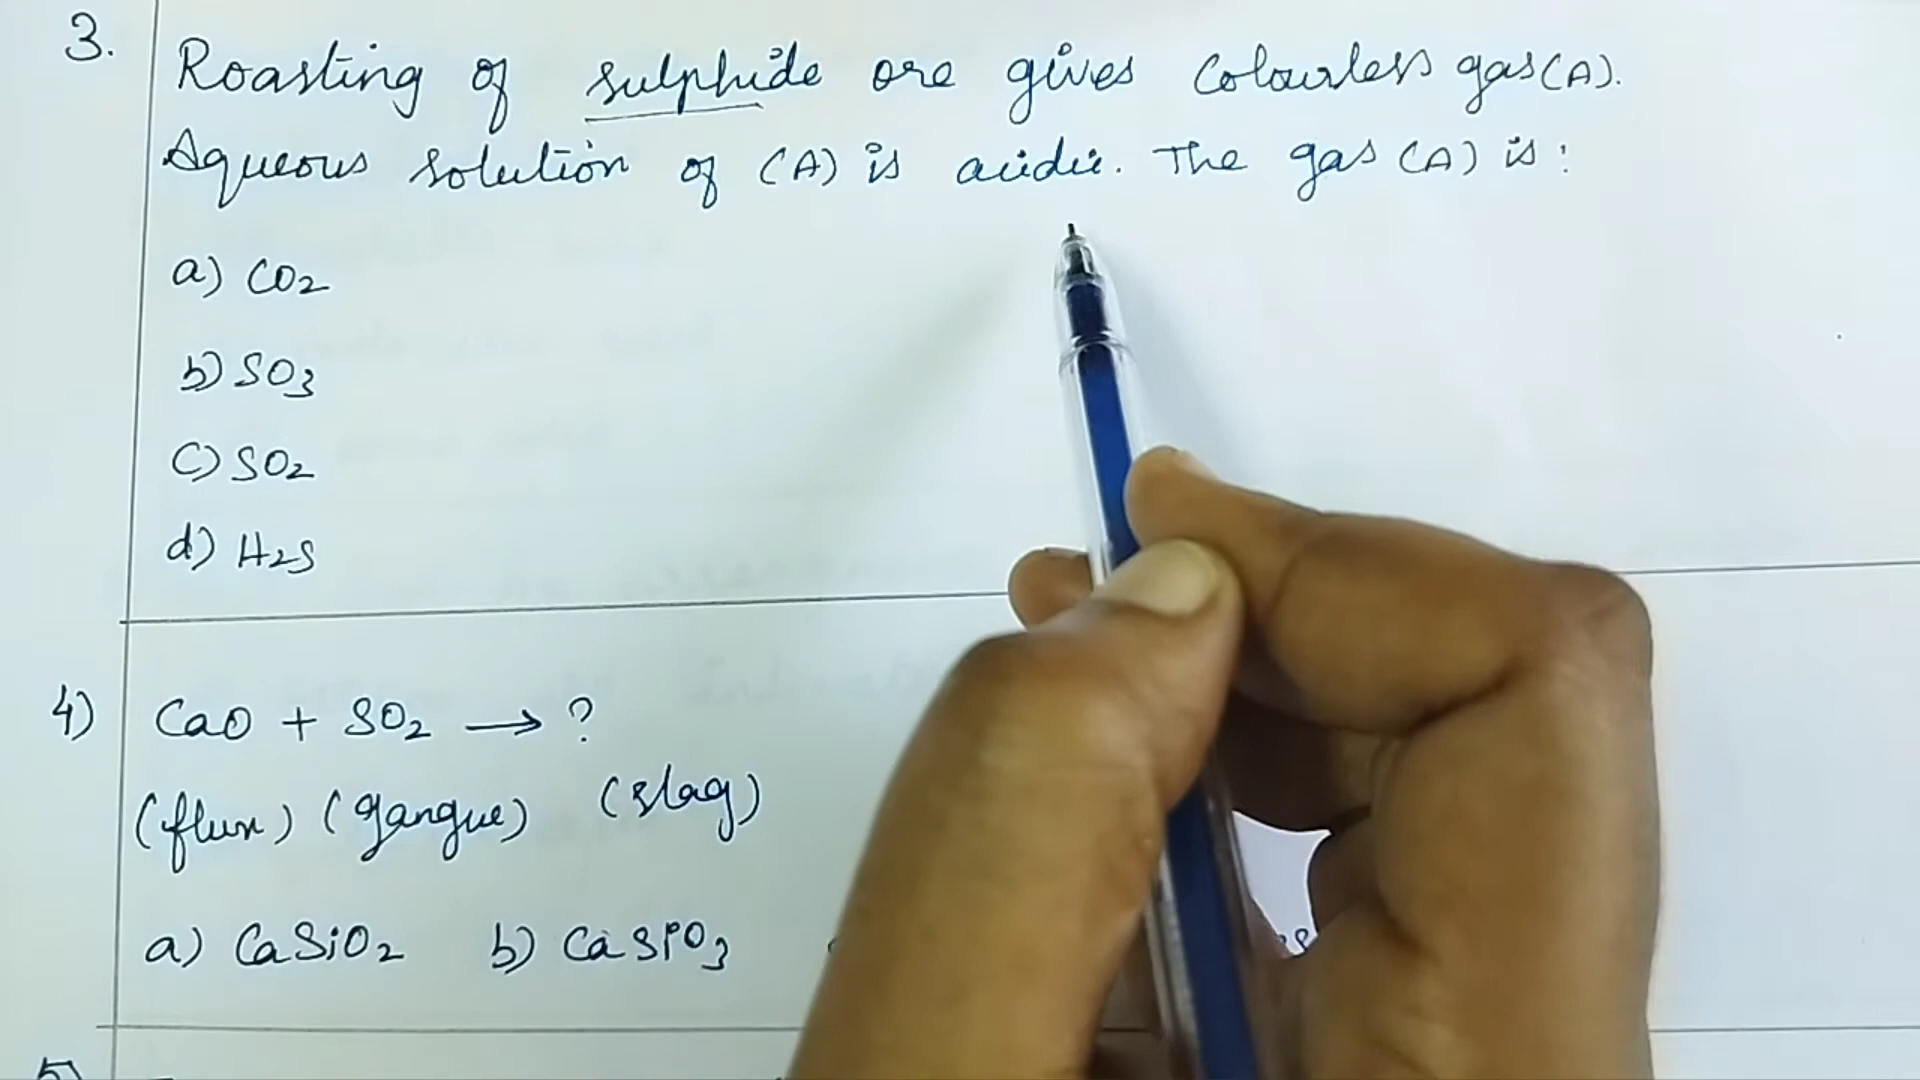 3.
Roasting of sulphide ore gives colourless gas (A).
Aqueous solution of (A) is acidic. The gas (A) is:
a) CO2
b) SO3
c) SO2
d) H2S
4) CaO + SO2 → ?
(flux) (gangue) (slag)
a) CaSiO2 b) CaSiO3
5)